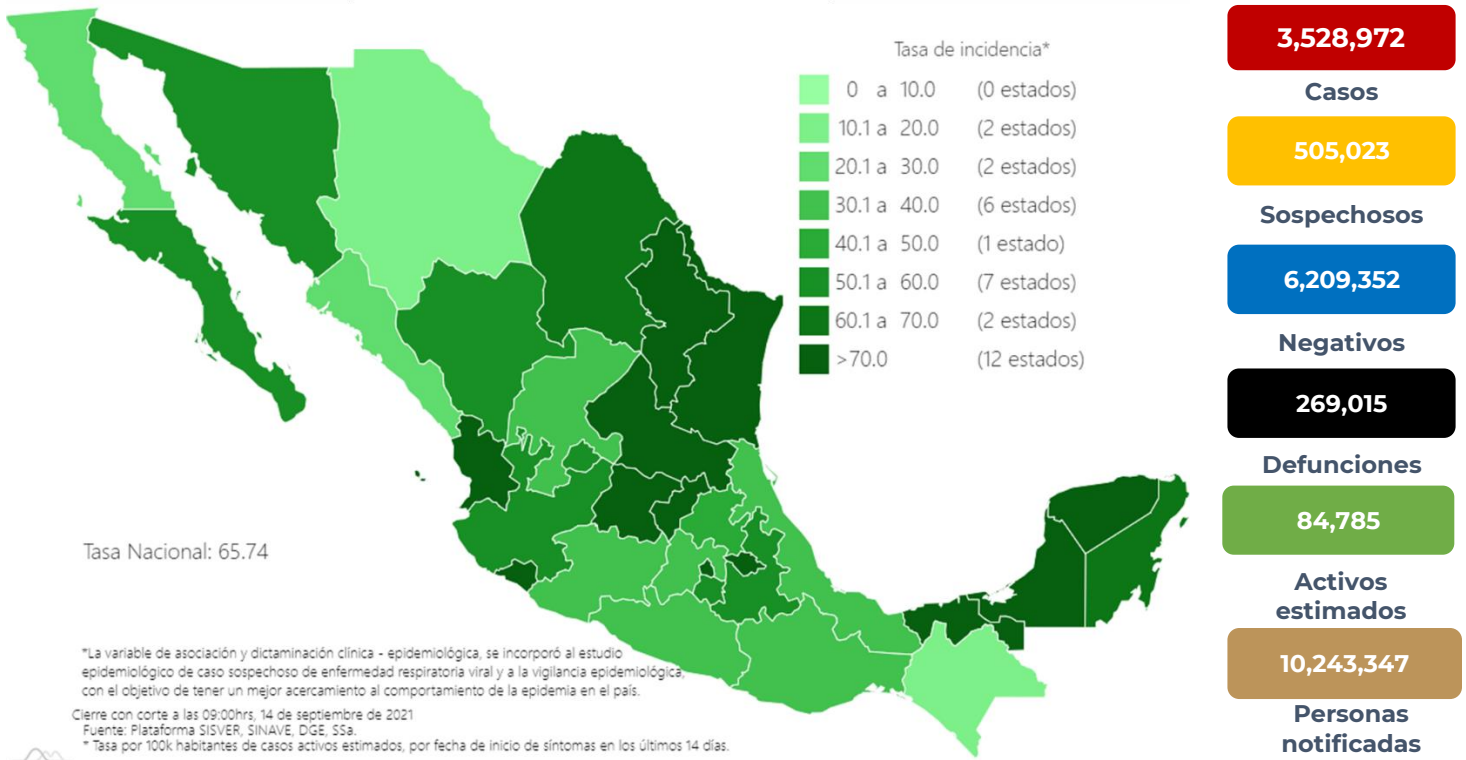 Tasa de incidencia*
0 a 10.0 (0 estados)
10.1 a 20.0 (2 estados)
20.1 a 30.0 (2 estados)
30.1 a 40.0 (6 estados)
40.1 a 50.0 (1 estado)
50.1 a 60.0 (7 estados)
60.1 a 70.0 (2 estados)
>70.0 (12 estados)
Tasa Nacional: 65.74
*La variable de asociación y dictaminación clínica - epidemiológica, se incorporó al estudio
epidemiológico de caso sospechoso de enfermedad respiratoria viral y a la vigilancia epidemiológica,
con el objetivo de tener un mejor acercamiento al comportamiento de la epidemia en el país.
Cierre con corte a las 09:00hrs, 14 de septiembre de 2021
Fuente: Plataforma SISVER, SINAVE, DGE, SSa.
* Tasa por 100k habitantes de casos activos estimados, por fecha de inicio de síntomas en los últimos 14 días.
3,528,972
Casos
505,023
Sospechosos
6,209,352
Negativos
269,015
Defunciones
84,785
Activos
estimados
10,243,347
Personas
notificadas